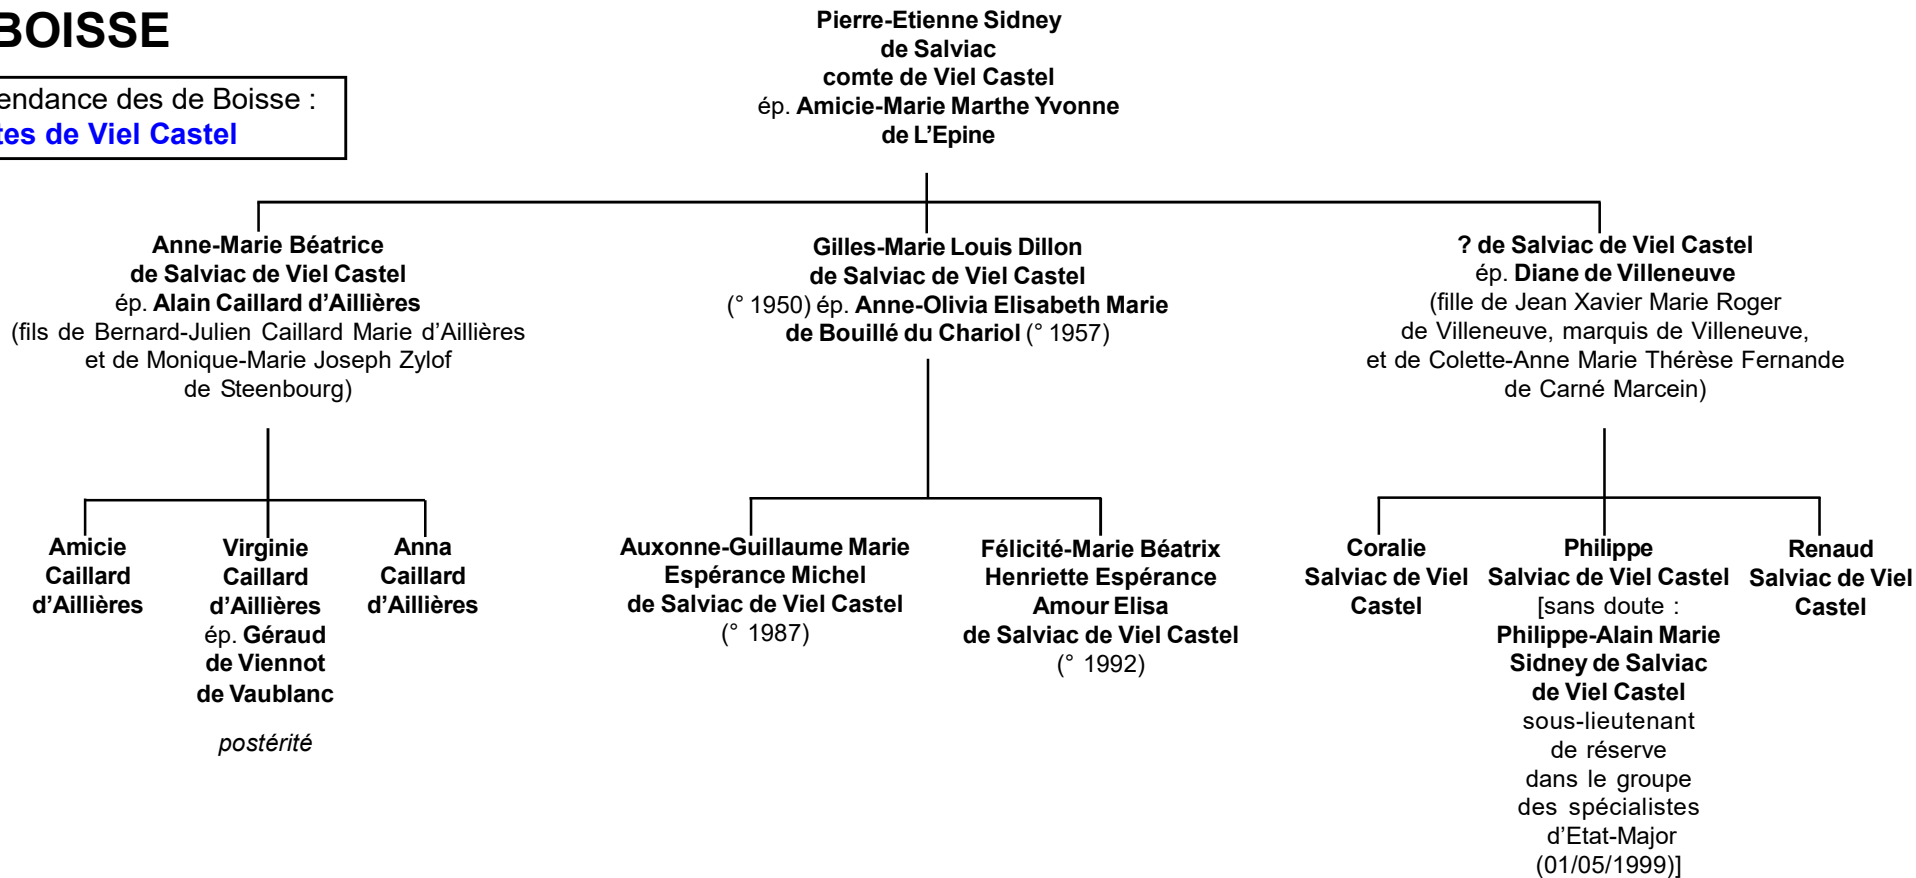 BOISSE
endance des de Boisse :
tes de Viel Castel
Pierre-Etienne Sidney
de Salviac
comte de Viel Castel
ép. Amicie-Marie Marthe Yvonne
de L’Epine
Anne-Marie Béatrice
de Salviac de Viel Castel
ép. Alain Caillard d’Aillières
(fils de Bernard-Julien Caillard Marie d’Aillières
et de Monique-Marie Joseph Zylof
de Steenbourg)
Gilles-Marie Louis Dillon
de Salviac de Viel Castel
(° 1950) ép. Anne-Olivia Elisabeth Marie
de Bouillé du Chariol (° 1957)
? de Salviac de Viel Castel
ép. Diane de Villeneuve
(fille de Jean Xavier Marie Roger
de Villeneuve, marquis de Villeneuve,
et de Colette-Anne Marie Thérèse Fernande
de Carné Marcein)
Amicie
Caillard
d’Aillières
Virginie
Caillard
d’Aillières
ép. Géraud
de Viennot
de Vaublanc
postérité
Anna
Caillard
d’Aillières
Auxonne-Guillaume Marie
Espérance Michel
de Salviac de Viel Castel
(° 1987)
Félicité-Marie Béatrix
Henriette Espérance
Amour Elisa
de Salviac de Viel Castel
(° 1992)
Coralie
Salviac de Viel
Castel
Philippe
Salviac de Viel Castel
[sans doute :
Philippe-Alain Marie
Sidney de Salviac
de Viel Castel
sous-lieutenant
de réserve
dans le groupe
des spécialistes
d’Etat-Major
(01/05/1999)]
Renaud
Salviac de Viel
Castel